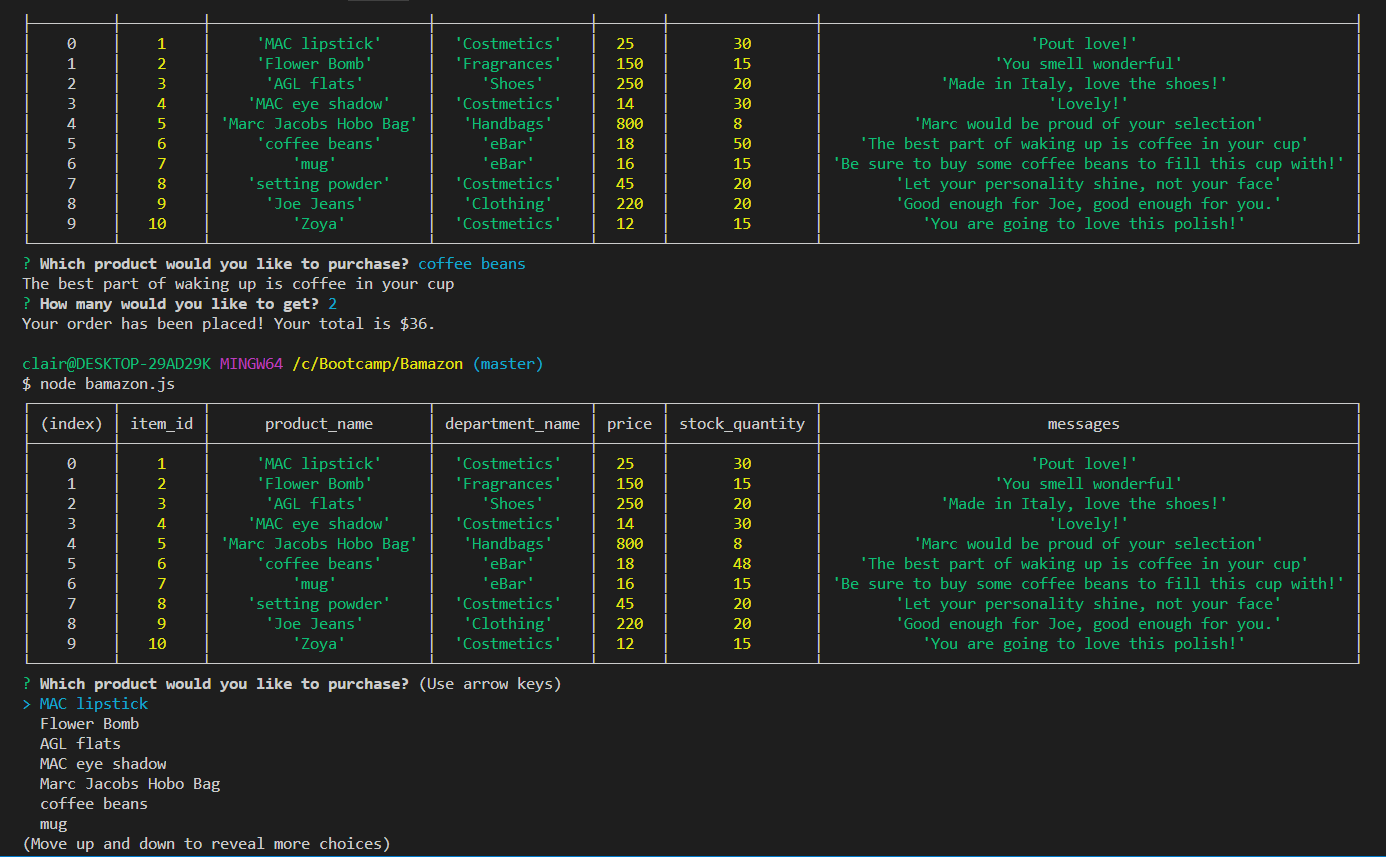 0 1 'MAC lipstick' 'Costmetics' 25 30 'Pout love!'
1 2 'Flower Bomb' 'Fragrances' 150 15 'You smell wonderful'
2 3 'AGL flats' 'Shoes' 250 20 'Made in Italy, love the shoes!'
3 4 'MAC eye shadow' 'Costmetics' 14 30 'Lovely!'
4 5 'Marc Jacobs Hobo Bag' 'Handbags' 800 8 'Marc would be proud of your selection'
5 6 'coffee beans' 'eBar' 18 50 'The best part of waking up is coffee in your cup'
6 7 'mug' 'eBar' 16 15 'Be sure to buy some coffee beans to fill this cup with!'
7 8 'setting powder' 'Costmetics' 45 20 'Let your personality shine, not your face'
8 9 'Joe Jeans' 'Clothing' 220 20 'Good enough for Joe, good enough for you.'
9 10 'Zoya' 'Costmetics' 12 15 'You are going to love this polish!'
? Which product would you like to purchase? coffee beans
The best part of waking up is coffee in your cup
? How many would you like to get? 2
Your order has been placed! Your total is $36.
clair@DESKTOP-29AD29K MINGW64 /c/Bootcamp/Bamazon (master)
$ node bamazon.js
(index) item_id product_name department_name price stock_quantity messages
0 1 'MAC lipstick' 'Costmetics' 25 30 'Pout love!'
1 2 'Flower Bomb' 'Fragrances' 150 15 'You smell wonderful'
2 3 'AGL flats' 'Shoes' 250 20 'Made in Italy, love the shoes!'
3 4 'MAC eye shadow' 'Costmetics' 14 30 'Lovely!'
4 5 'Marc Jacobs Hobo Bag' 'Handbags' 800 8 'Marc would be proud of your selection'
5 6 'coffee beans' 'eBar' 18 48 'The best part of waking up is coffee in your cup'
6 7 'mug' 'eBar' 16 15 'Be sure to buy some coffee beans to fill this cup with!'
7 8 'setting powder' 'Costmetics' 45 20 'Let your personality shine, not your face'
8 9 'Joe Jeans' 'Clothing' 220 20 'Good enough for Joe, good enough for you.'
9 10 'Zoya' 'Costmetics' 12 15 'You are going to love this polish!'
? Which product would you like to purchase? (Use arrow keys)
> MAC lipstick
Flower Bomb
AGL flats
MAC eye shadow
Marc Jacobs Hobo Bag
coffee beans
mug
(Move up and down to reveal more choices)